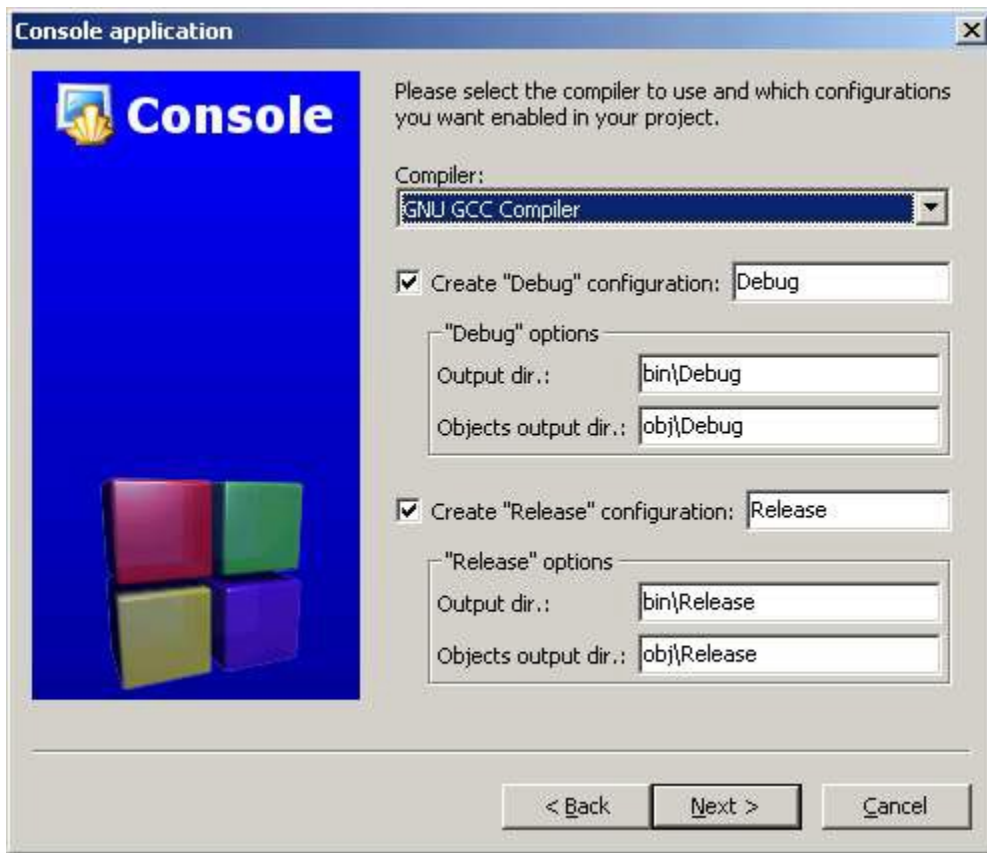 Console application
Console
Please select the compiler to use and which configurations
you want enabled in your project.
Compiler:
GNU GCC Compiler
Create "Debug" configuration: Debug
"Debug" options
Output dir.: bin\Debug
Objects output dir.: obj\Debug
Create "Release" configuration: Release
"Release" options
Output dir.: bin\Release
Objects output dir.: obj\Release
< Back Next > Cancel